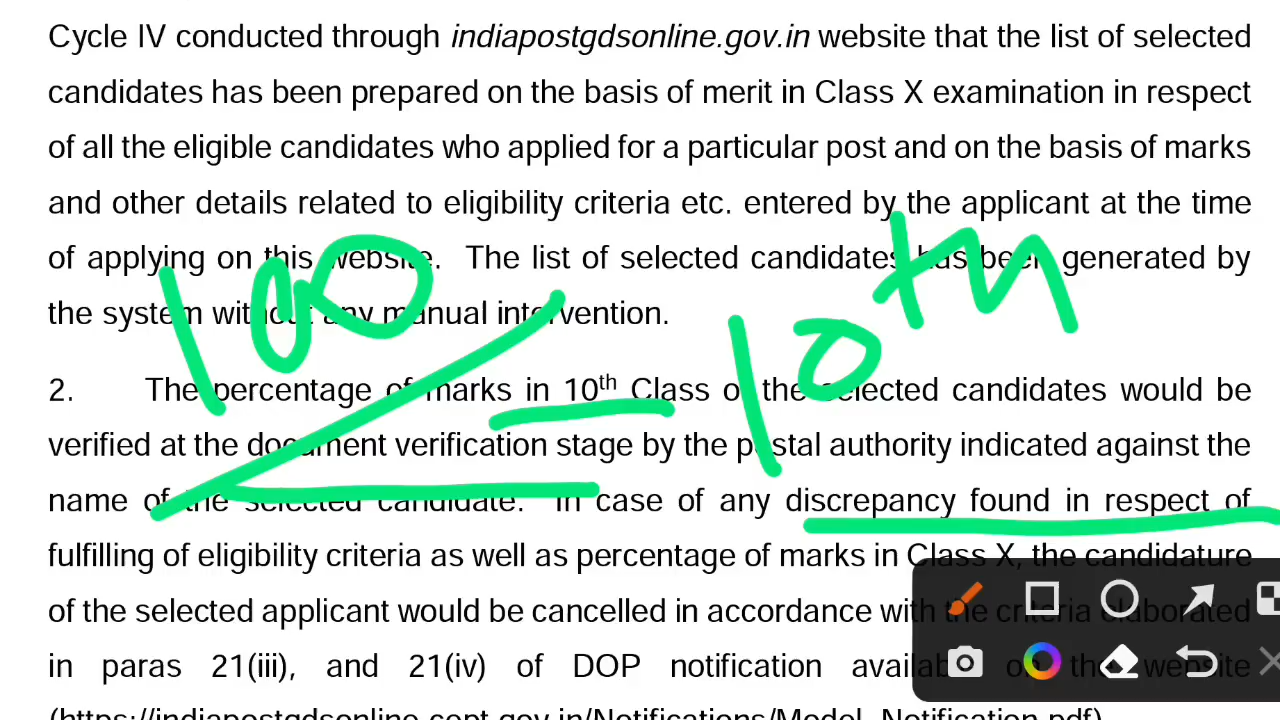 Cycle IV conducted through indiapostgdsonline.gov.in website that the list of selected
candidates has been prepared on the basis of merit in Class X examination in respect
of all the eligible candidates who applied for a particular post and on the basis of marks
and other details related to eligibility criteria etc. entered by the applicant at the time
of applying on this website. The list of selected candidates has been generated by
the system without any manual intervention.
100
10th
2. The percentage of marks in 10th Class of the selected candidates would be
verified at the document verification stage by the postal authority indicated against the
name of the selected candidate. In case of any discrepancy found in respect of
fulfilling of eligibility criteria as well as percentage of marks in Class X, the candidature
of the selected applicant would be cancelled in accordance with the criteria elaborated
in paras 21(iii), and 21(iv) of DOP notification available on the website
(https://indiapostgdsonline.cept.gov.in/Notifications/Model_Notification.pdf)